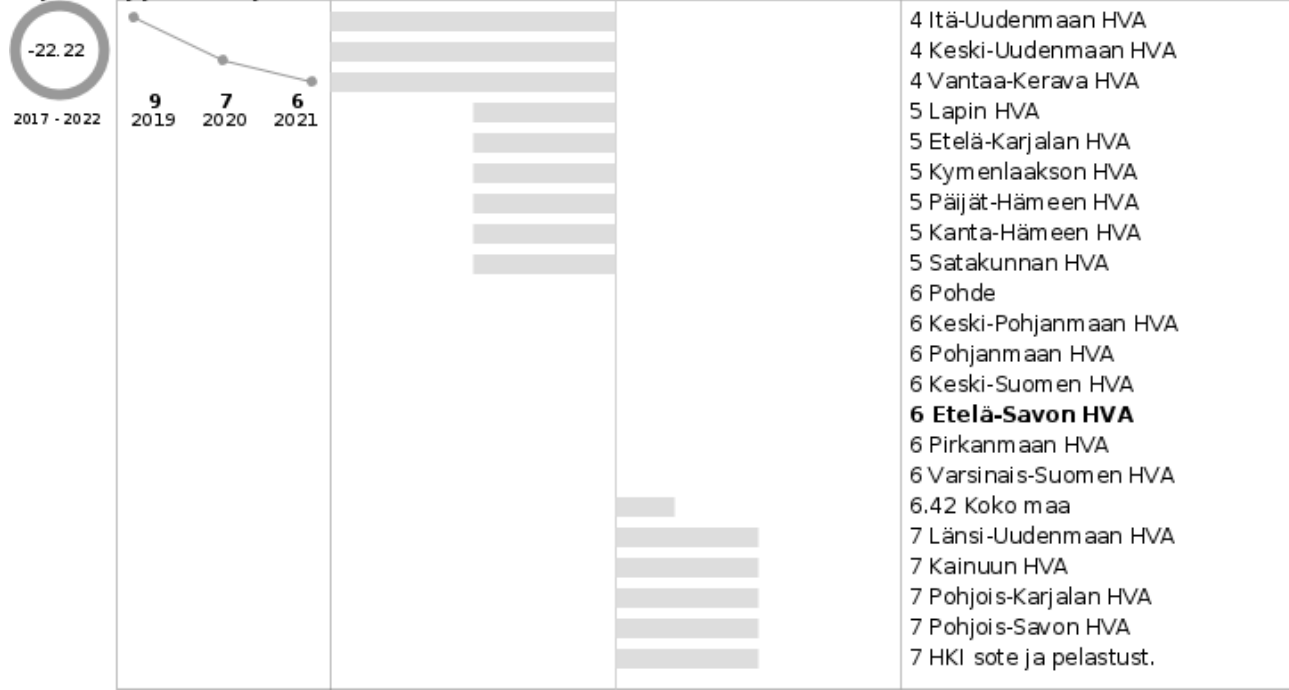 -22.22
2017 - 2022
9 7 6
2019 2020 2021
4 Itä-Uudenmaan HVA
4 Keski-Uudenmaan HVA
4 Vantaa-Kerava HVA
5 Lapin HVA
5 Etelä-Karjalan HVA
5 Kymenlaakson HVA
5 Päijät-Hämeen HVA
5 Kanta-Hämeen HVA
5 Satakunnan HVA
6 Pohde
6 Keski-Pohjanmaan HVA
6 Pohjanmaan HVA
6 Keski-Suomen HVA
6 Etelä-Savon HVA
6 Pirkanmaan HVA
6 Varsinais-Suomen HVA
6.42 Koko maa
7 Länsi-Uudenmaan HVA
7 Kainuun HVA
7 Pohjois-Karjalan HVA
7 Pohjois-Savon HVA
7 HKI sote ja pelastust.